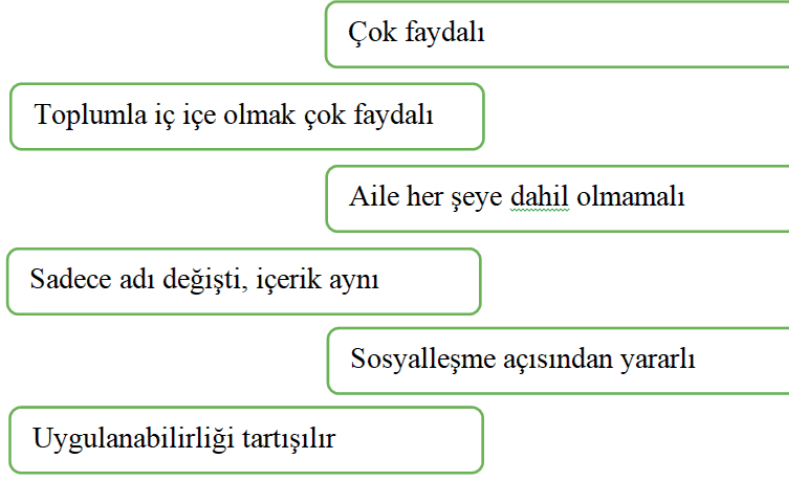 Çok faydalı
Toplumla iç içe olmak çok faydalı
Aile her şeye dahil olmamalı
Sadece adı değişti, içerik aynı
Sosyalleşme açısından yararlı
Uygulanabilirliği tartışılır